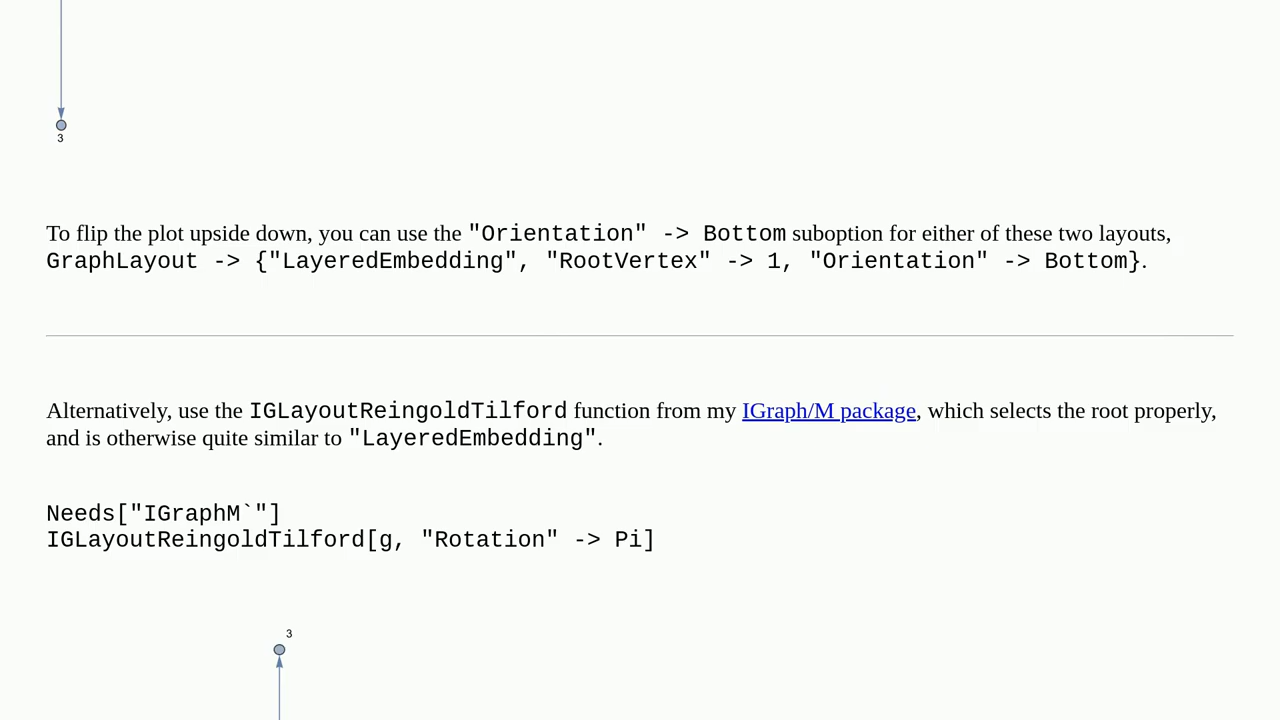 3
To flip the plot upside down, you can use the "Orientation" -> Bottom suboption for either of these two layouts,
GraphLayout -> {"LayeredEmbedding", "RootVertex" -> 1, "Orientation" -> Bottom}.
Alternatively, use the IGLayoutReingoldTilford function from my IGraph/M package, which selects the root properly,
and is otherwise quite similar to "LayeredEmbedding".
Needs["IGraphM`"]
IGLayoutReingoldTilford[g, "Rotation" -> Pi]
3